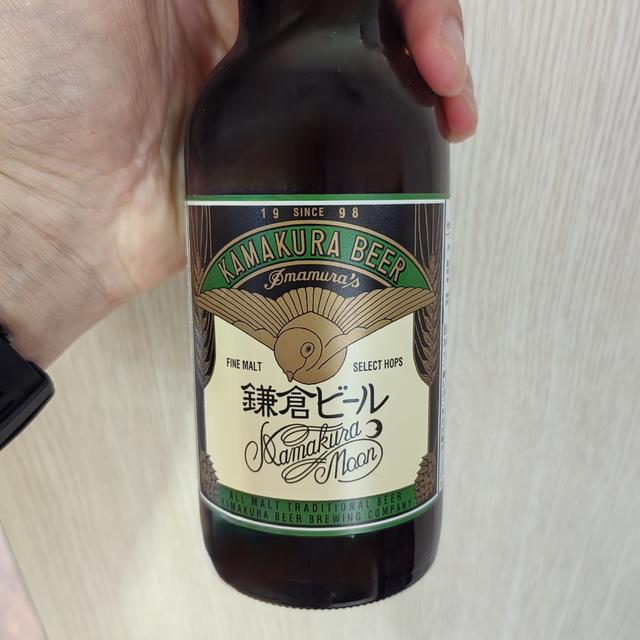 19 SINCE 98
KAMAKURA BEER
Imamura's
FINE MALT
SELECT HOPS
鎌倉ビール
Kamakura
Moon
ALL MALT TRADITIONAL BEER
KAMAKURA BEER BREWING COMPANY